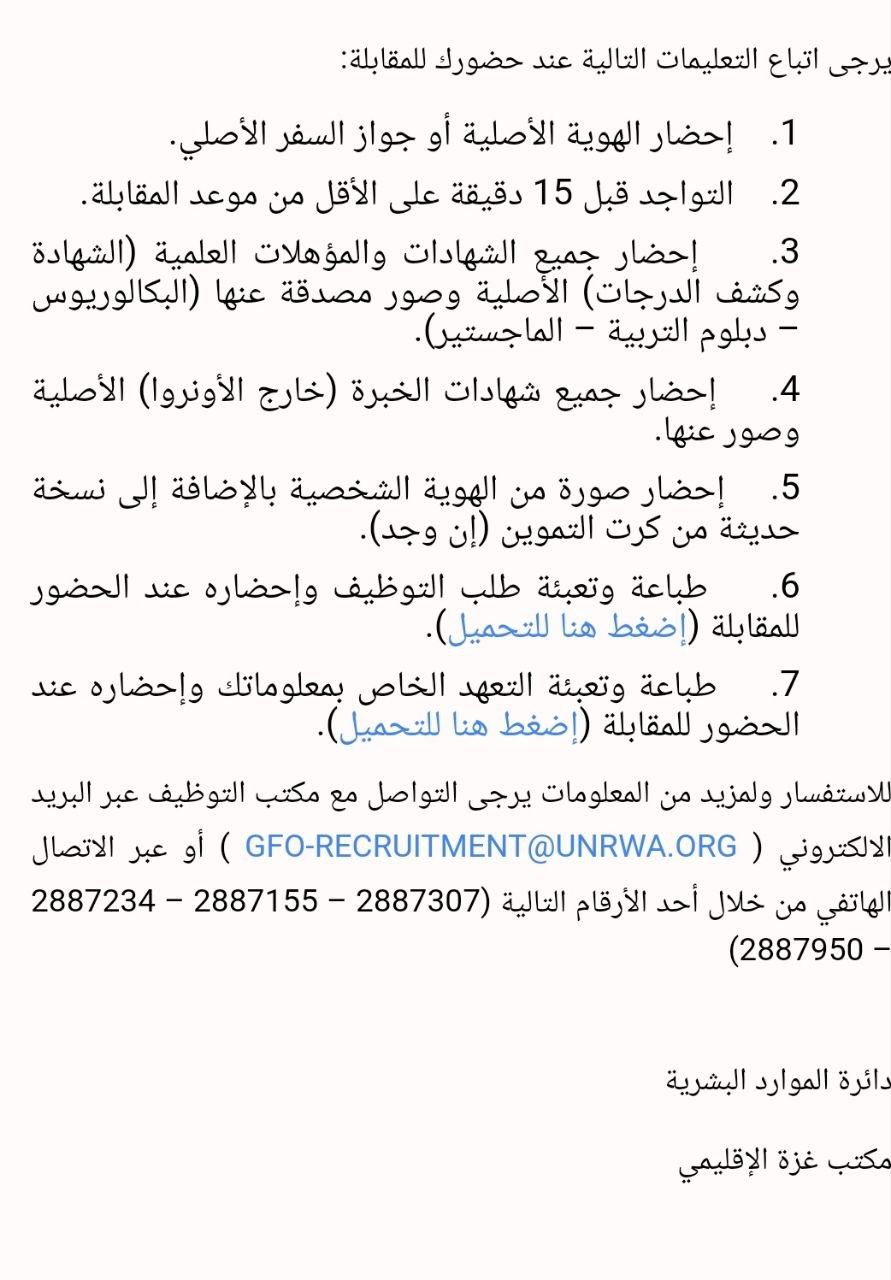 يرجى اتباع التعليمات التالية عند حضورك للمقابلة:
1. إحضار الهوية الأصلية أو جواز السفر الأصلي.
2. التواجد قبل 15 دقيقة على الأقل من موعد المقابلة.
3. إحضار جميع الشهادات والمؤهلات العلمية (الشهادة
وكشف الدرجات) الأصلية وصور مصدقة عنها (البكالوريوس
– دبلوم التربية – الماجستير).
4. إحضار جميع شهادات الخبرة (خارج الأونروا) الأصلية
وصور عنها.
5. إحضار صورة من الهوية الشخصية بالإضافة إلى نسخة
حديثة من كرت التموين (إن وجد).
6. طباعة وتعبئة طلب التوظيف وإحضاره عند الحضور
للمقابلة (إضغط هنا للتحميل).
7. طباعة وتعبئة التعهد الخاص بمعلوماتك وإحضاره عند
الحضور للمقابلة (إضغط هنا للتحميل).
للاستفسار ولمزيد من المعلومات يرجى التواصل مع مكتب التوظيف عبر البريد
الالكتروني ( GFO-RECRUITMENT@UNRWA.ORG ) أو عبر الاتصال
الهاتفي من خلال أحد الأرقام التالية (2887307 – 2887155 – 2887234
– 2887950)
دائرة الموارد البشرية
مكتب غزة الإقليمي